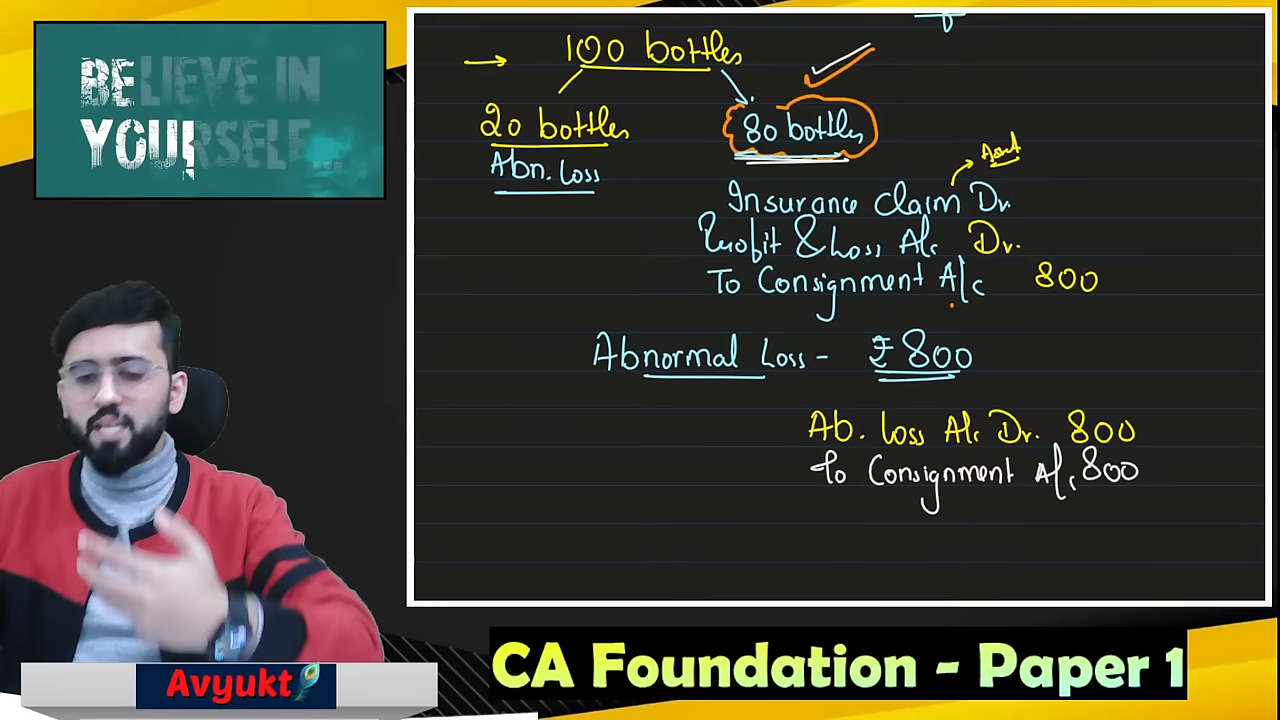 BELIEVE IN
YOURSELF...
→ 100 bottles
20 bottles
80 bottles
Abn. Loss
Insurance claim Dr.
Profit & Loss A/c Dr.
To Consignment A/c 800
Abnormal Loss - ₹800
Ab. loss A/c Dr. 800
To Consignment A/c 800
Avyukt
CA Foundation - Paper 1